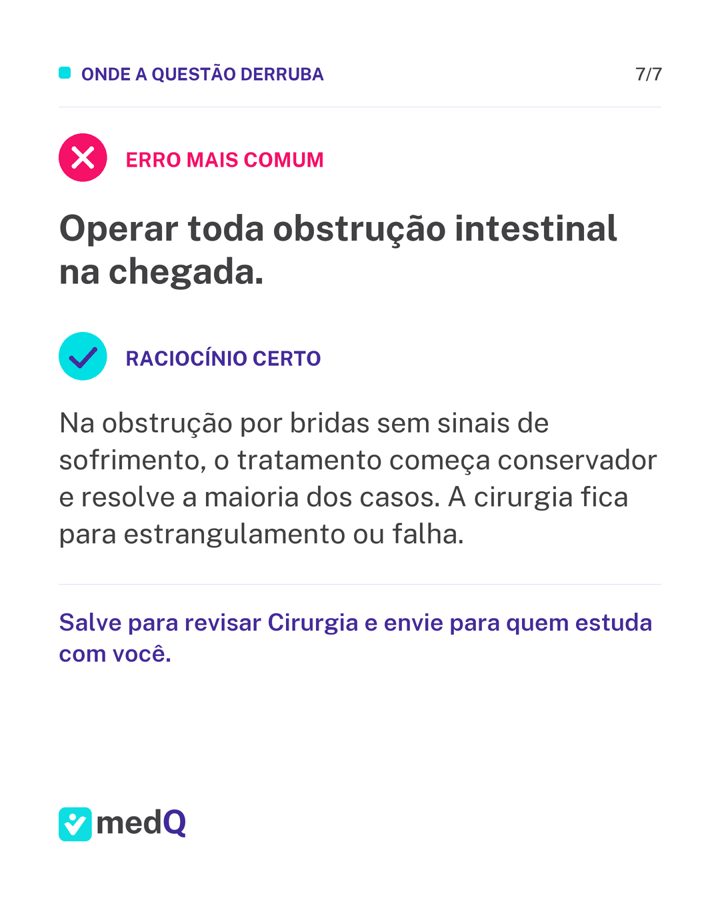 ONDE A QUESTÃO DERRUBA
7/7
ERRO MAIS COMUM
Operar toda obstrução intestinal
na chegada.
RACIOCÍNIO CERTO
Na obstrução por bridas sem sinais de
sofrimento, o tratamento começa conservador
e resolve a maioria dos casos. A cirurgia fica
para estrangulamento ou falha.
Salve para revisar Cirurgia e envie para quem estuda
com você.
medQ